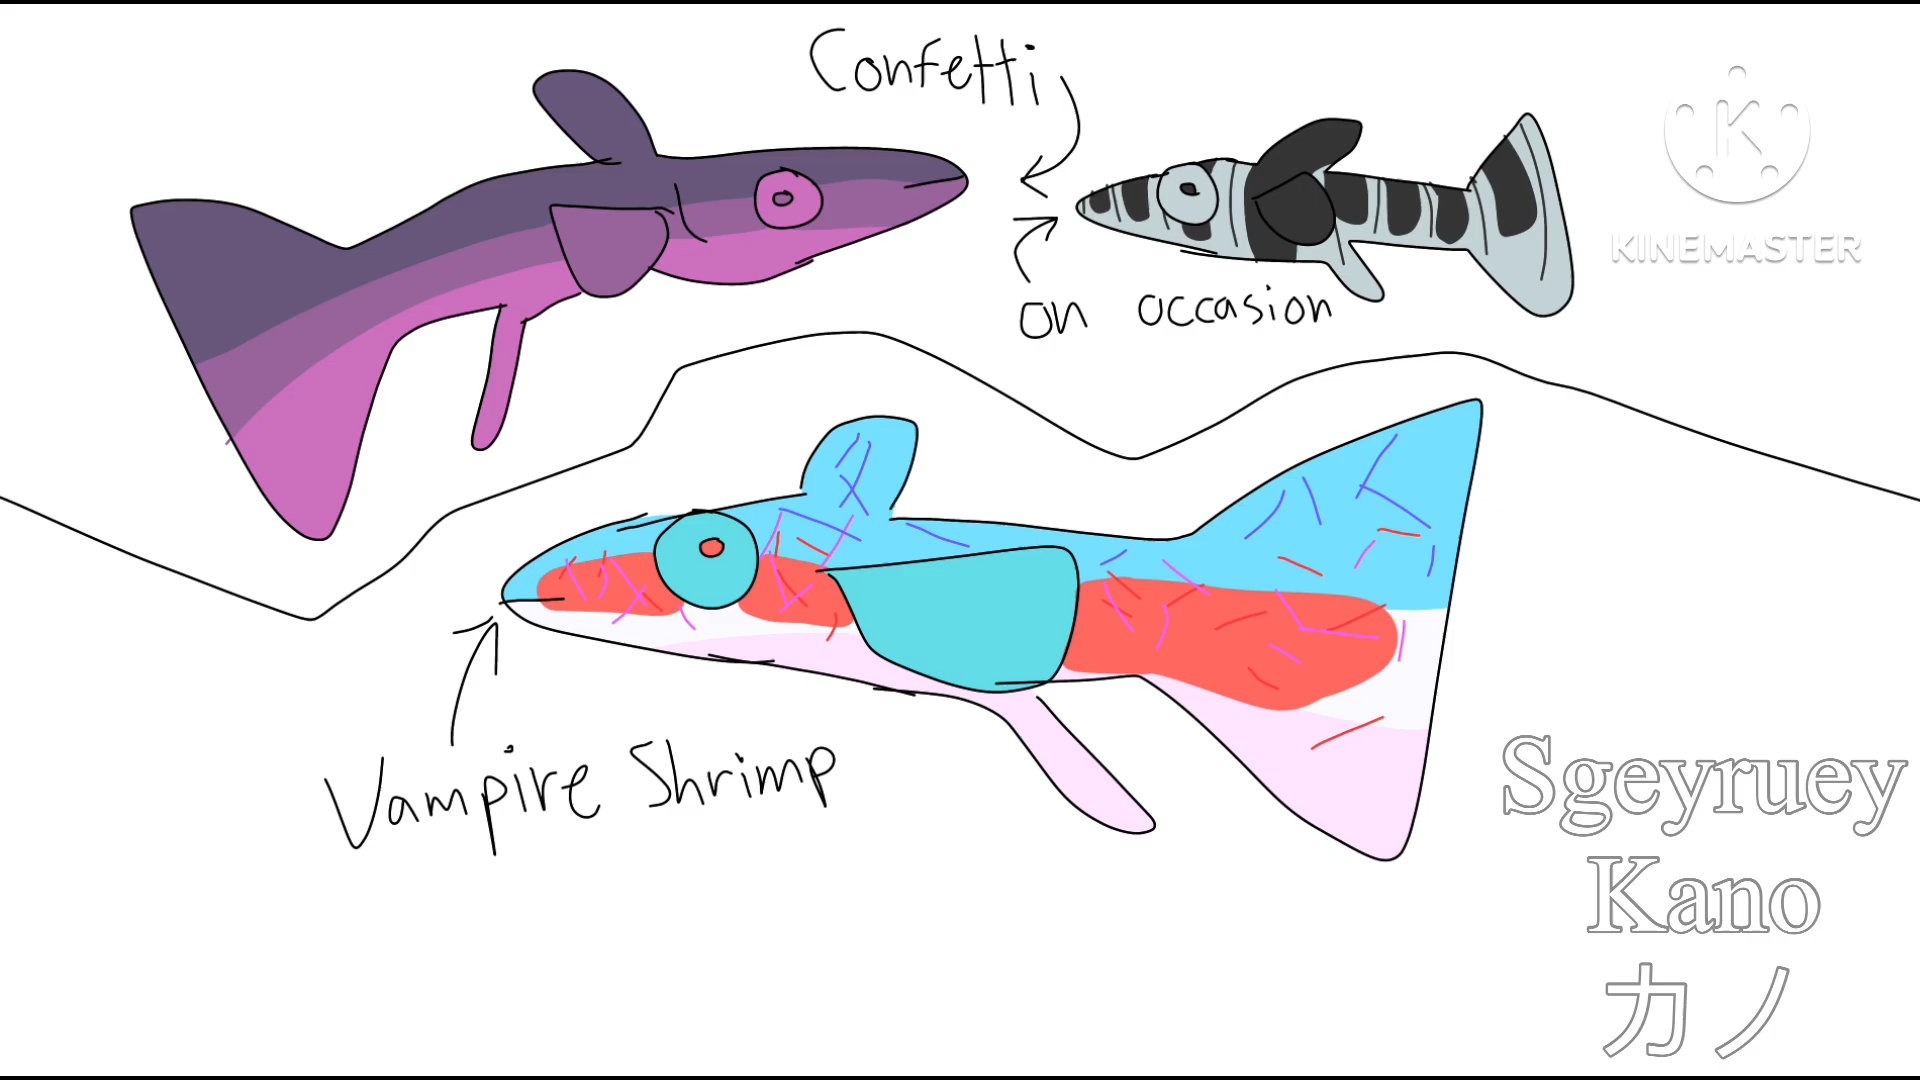 Confetti
KINEMASTER
on occasion
Vampire Shrimp
Sgeyruey
Kano
カノ